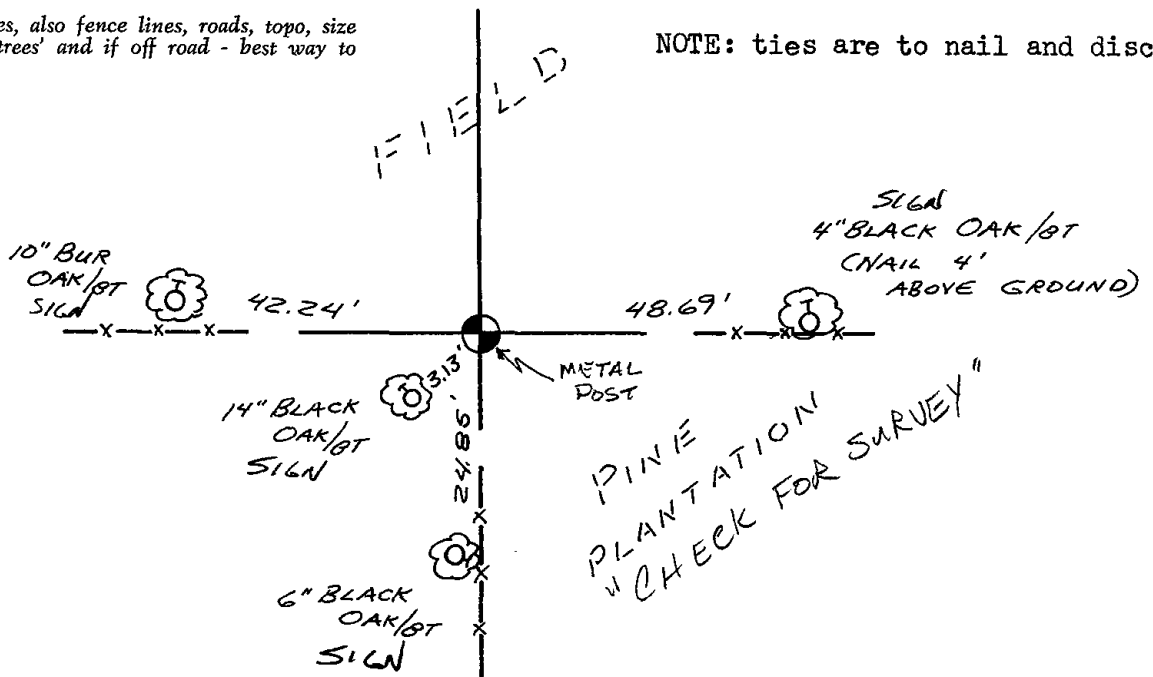 es, also fence lines, roads, topo, size
trees' and if off road - best way to
NOTE: ties are to nail and disc
FIELD
SIGN
4" BLACK OAK/BT
(NAIL 4'
ABOVE GROUND)
10" BUR
OAK/BT
SIGN
42.24'
48.69'
3.13'
METAL
POST
14" BLACK
OAK/BT
SIGN
24.86'
PINE
PLANTATION
"CHECK FOR SURVEY"
6" BLACK
OAK/BT
SIGN